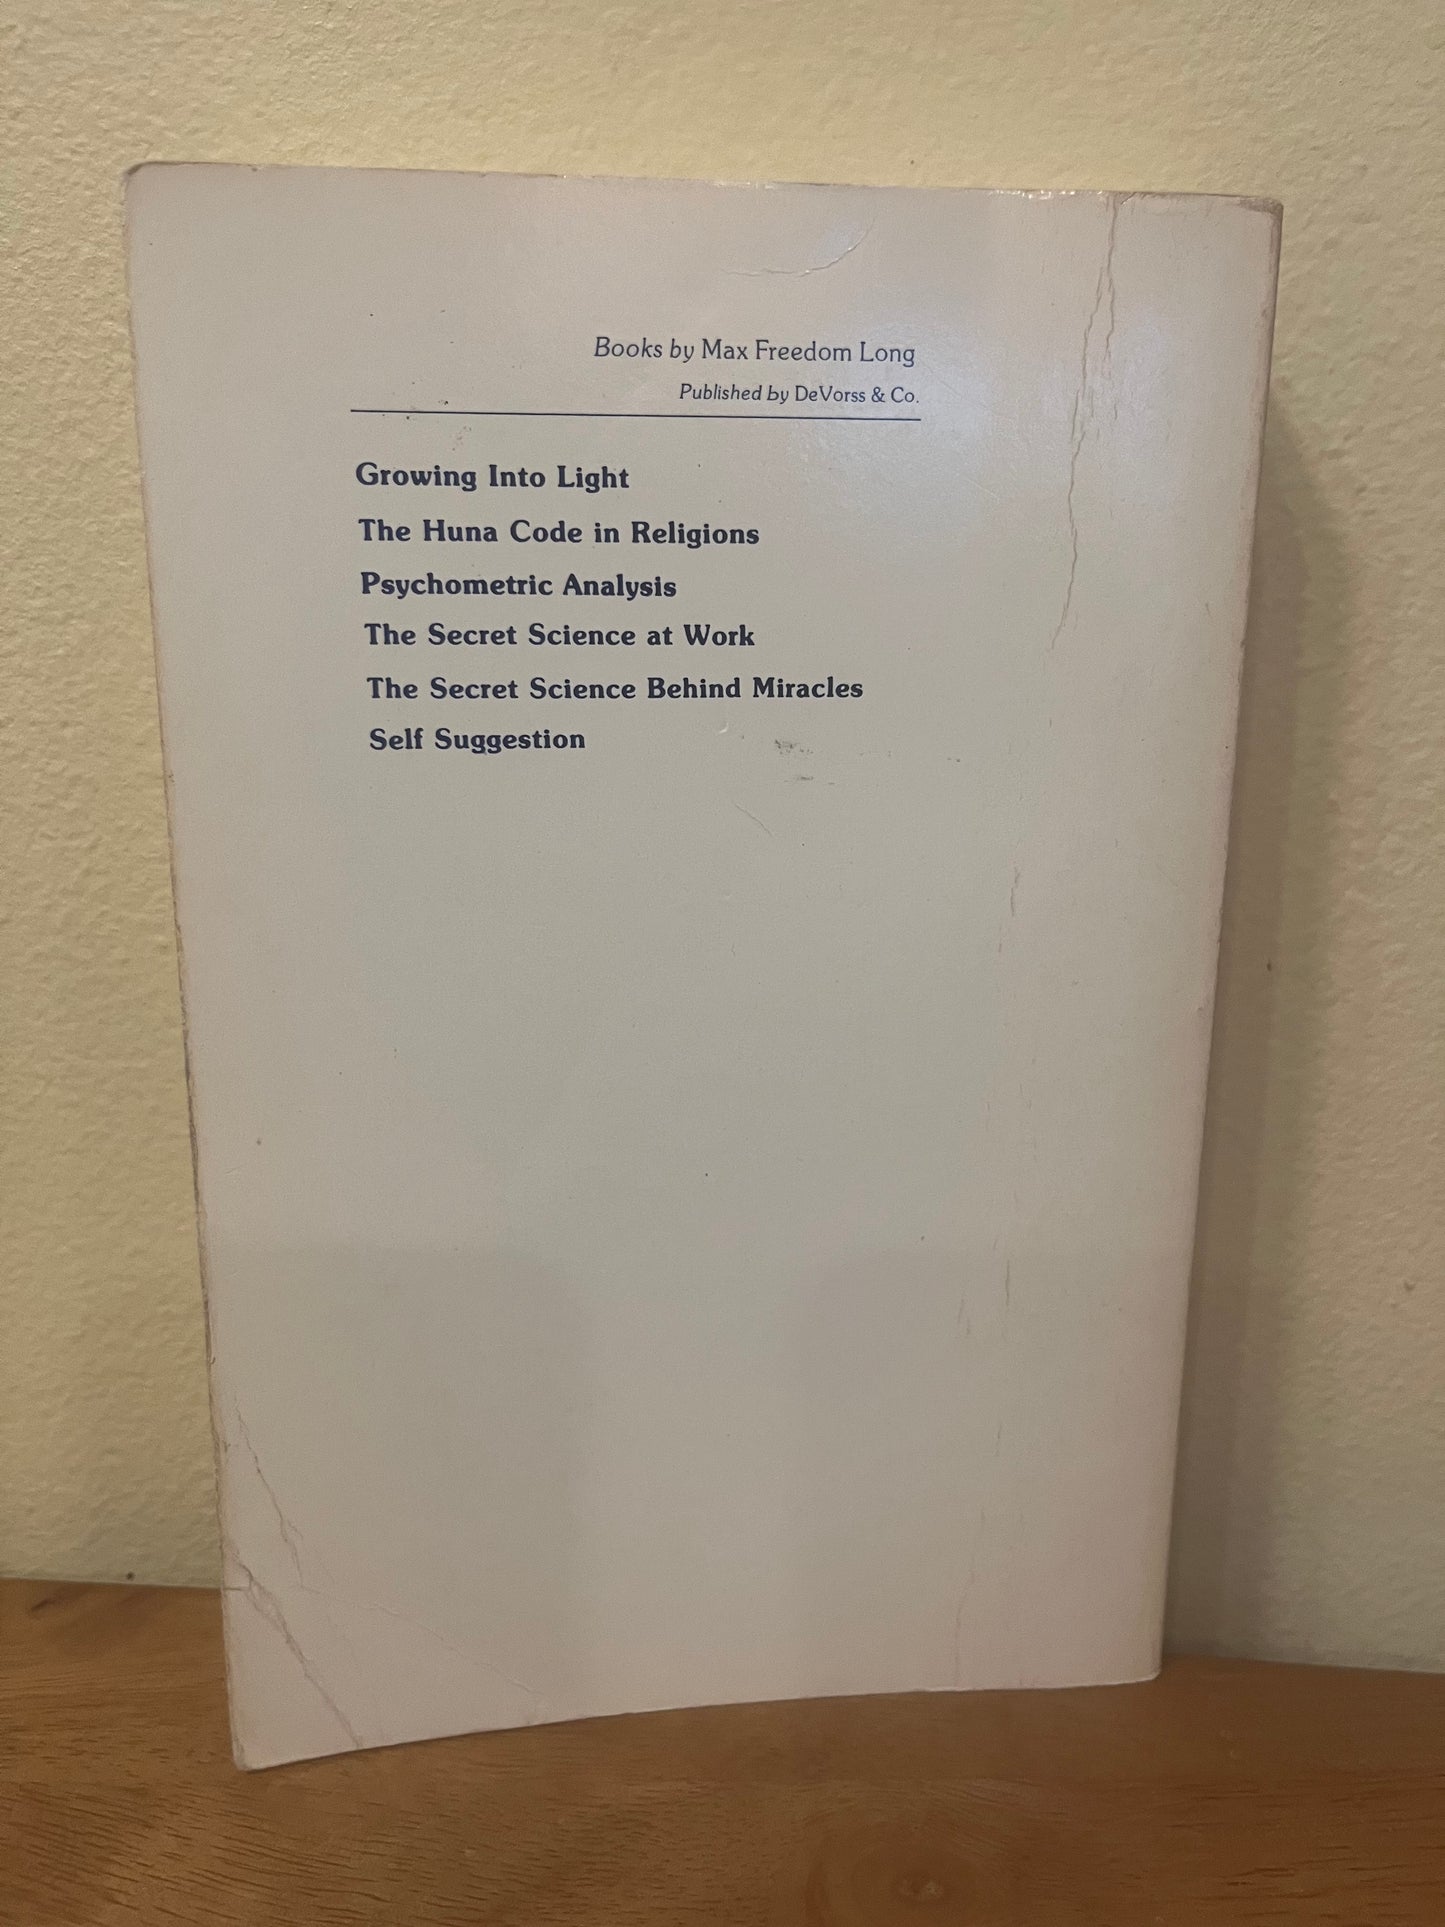 Books by Max Freedom Long
Published by DeVorss & Co.
Growing Into Light
The Huna Code in Religions
Psychometric Analysis
The Secret Science at Work
The Secret Science Behind Miracles
Self Suggestion